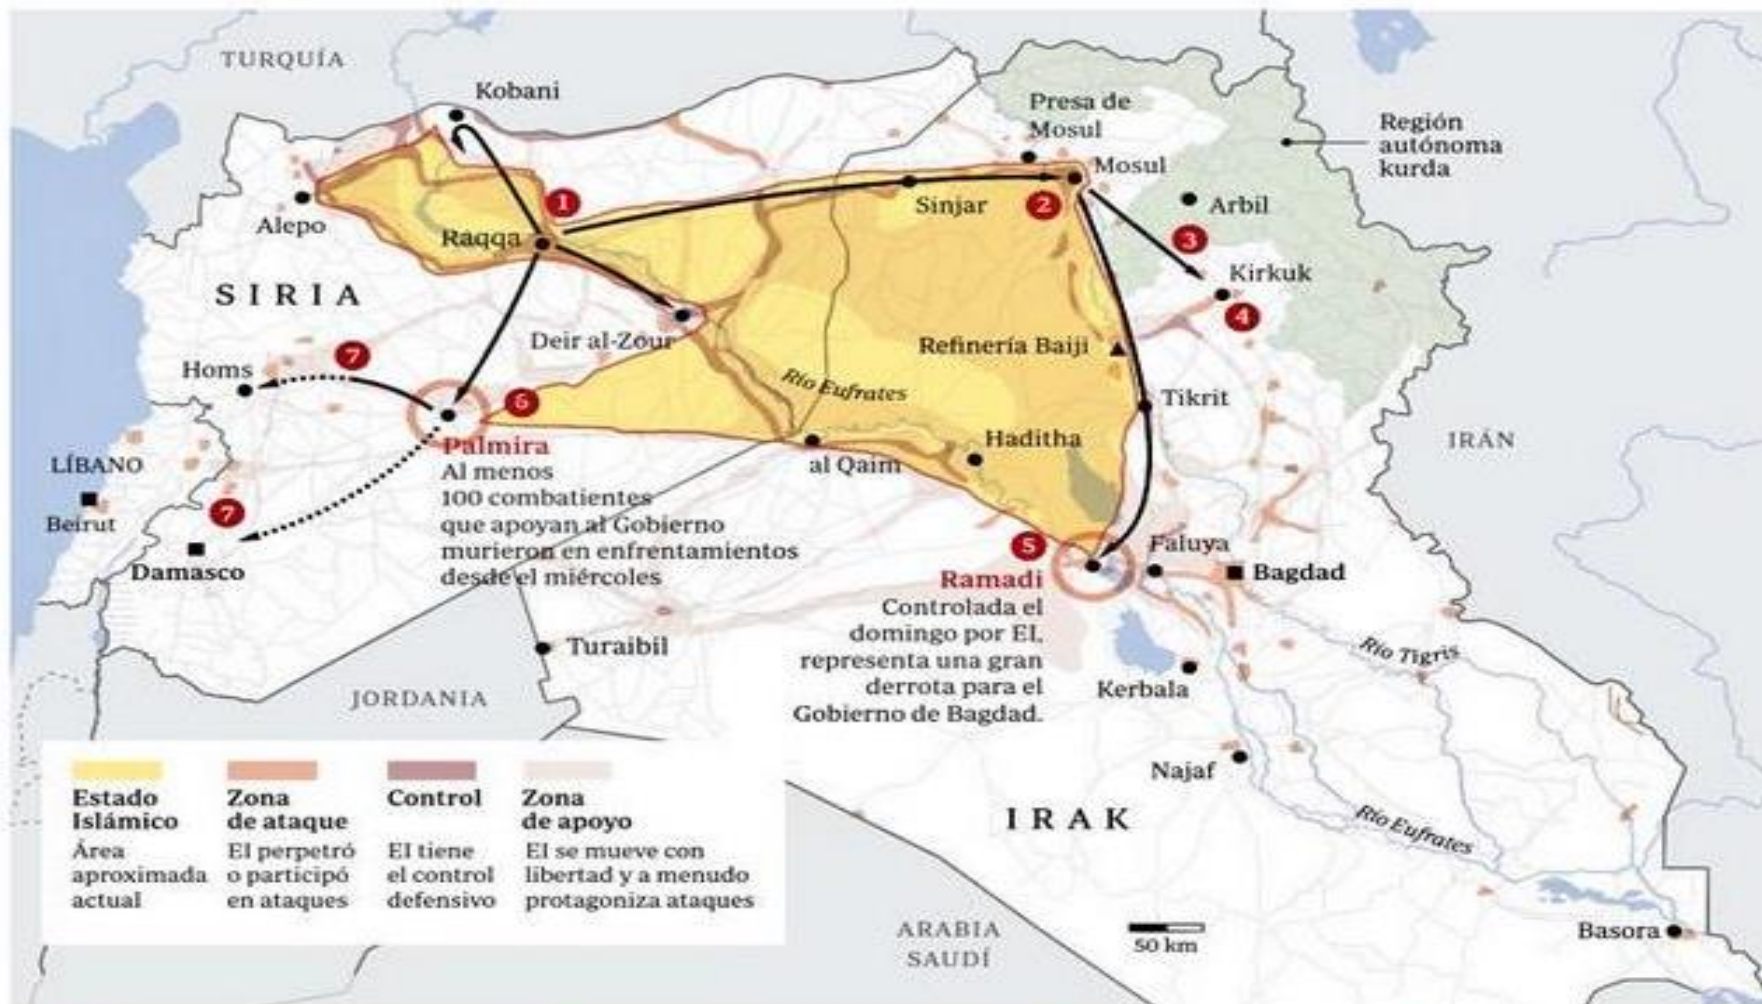 TURQUÍA
Kobani
Presa de
Mosul
Región
autónoma
kurda
Mosul
1
Sinjar
2
Arbil
Alepo
Raqqa
3
Kirkuk
SIRIA
4
Deir al-Zour
Refinería Baiji
7
Homs
Río Eufrates
6
Tikrit
Palmira
Al menos
100 combatientes
que apoyan al Gobierno
murieron en enfrentamientos
desde el miércoles
Haditha
IRÁN
al Qaim
LÍBANO
Beirut
7
Damasco
5
Faluya
Bagdad
Ramadi
Controlada el
domingo por EI,
representa una gran
derrota para el
Gobierno de Bagdad.
Turaibil
Río Tigris
Kerbala
JORDANIA
Najaf
IRAK
Río Eufrates
Estado
Islámico
Área
aproximada
actual
Zona
de ataque
EI perpetró
o participó
en ataques
Control
EI tiene
el control
defensivo
Zona
de apoyo
EI se mueve con
libertad y a menudo
protagoniza ataques
ARABIA
SAUDÍ
50 km
Basora